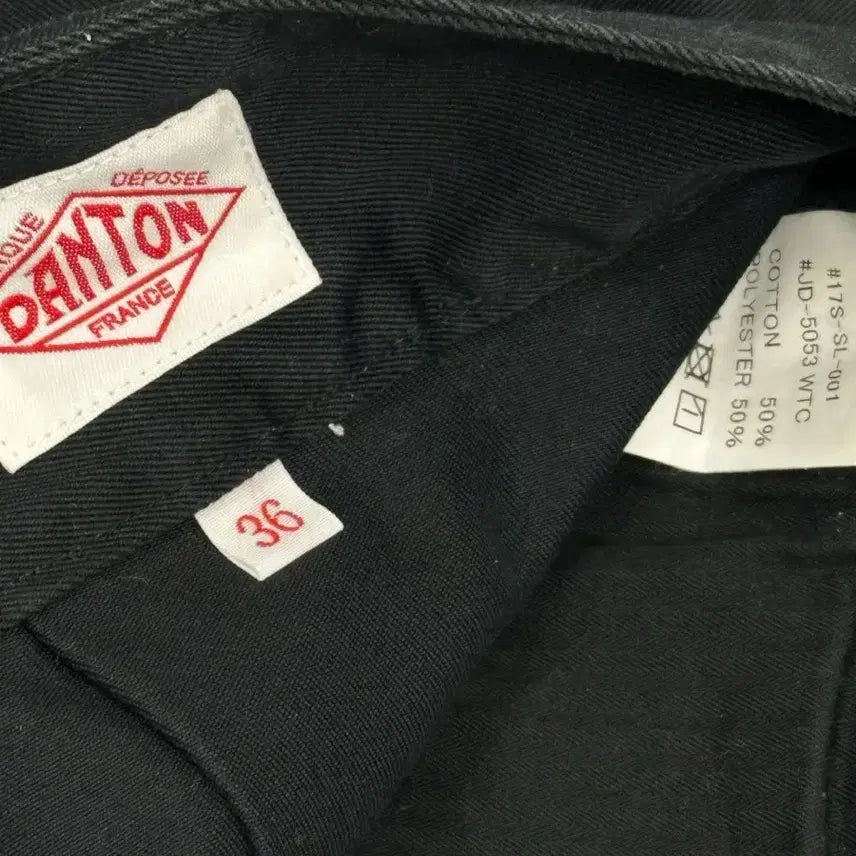 DÉPOSEE
DANTON
FRANCE
36
#17S-SL-001
#JD-5053 WTC
COTTON 50%
POLYESTER 50%